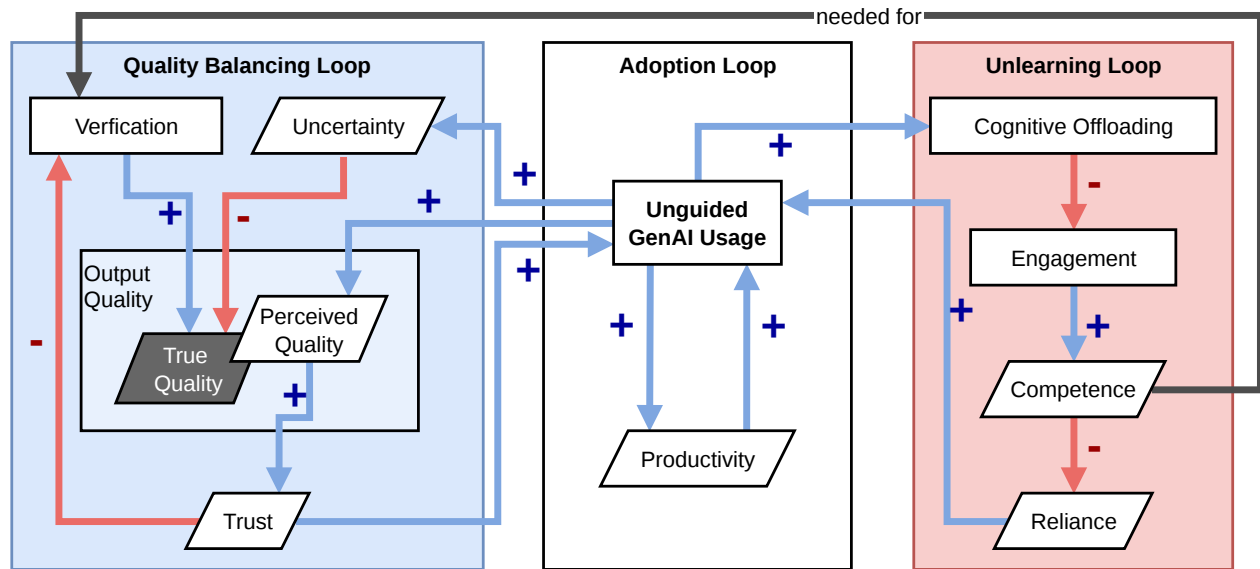 needed for
Quality Balancing Loop
Adoption Loop
Unlearning Loop
Verfication
Uncertainty
Cognitive Offloading
+
+
-
+
-
+
Unguided
GenAI Usage
Engagement
Output
Quality
+
Perceived
Quality
+
+
+
+
-
True
Quality
+
Competence
-
Productivity
Trust
Reliance